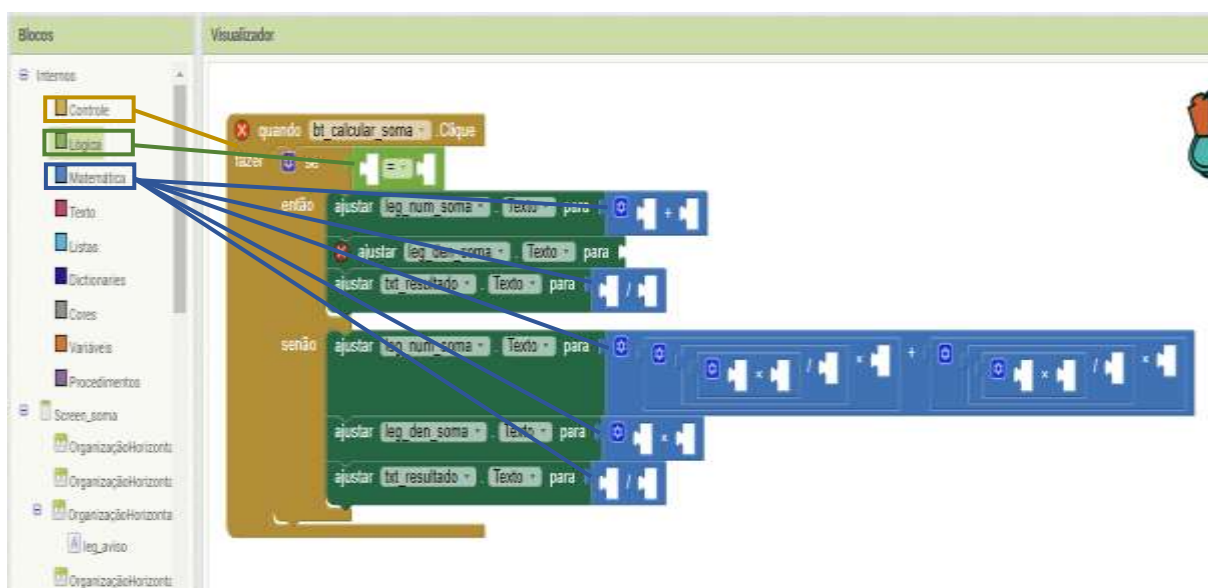 Blocos
Visualizador
Internos
Controle
Lógica
Matemática
Texto
Listas
Dictionaries
Cores
Variáveis
Procedimentos
Screen_soma
OrganizaçãoHorizonta
OrganizaçãoHorizonta
OrganizaçãoHorizonta
A leg_aviso
OrganizaçãoHorizonta
quando bt_calcular_soma .Clique
fazer se =
então ajustar leg_num_soma . Texto para +
ajustar leg_den_soma . Texto para
ajustar txt_resultado . Texto para /
senão ajustar leg_num_soma . Texto para × / × + × / ×
ajustar leg_den_soma . Texto para ×
ajustar txt_resultado . Texto para /